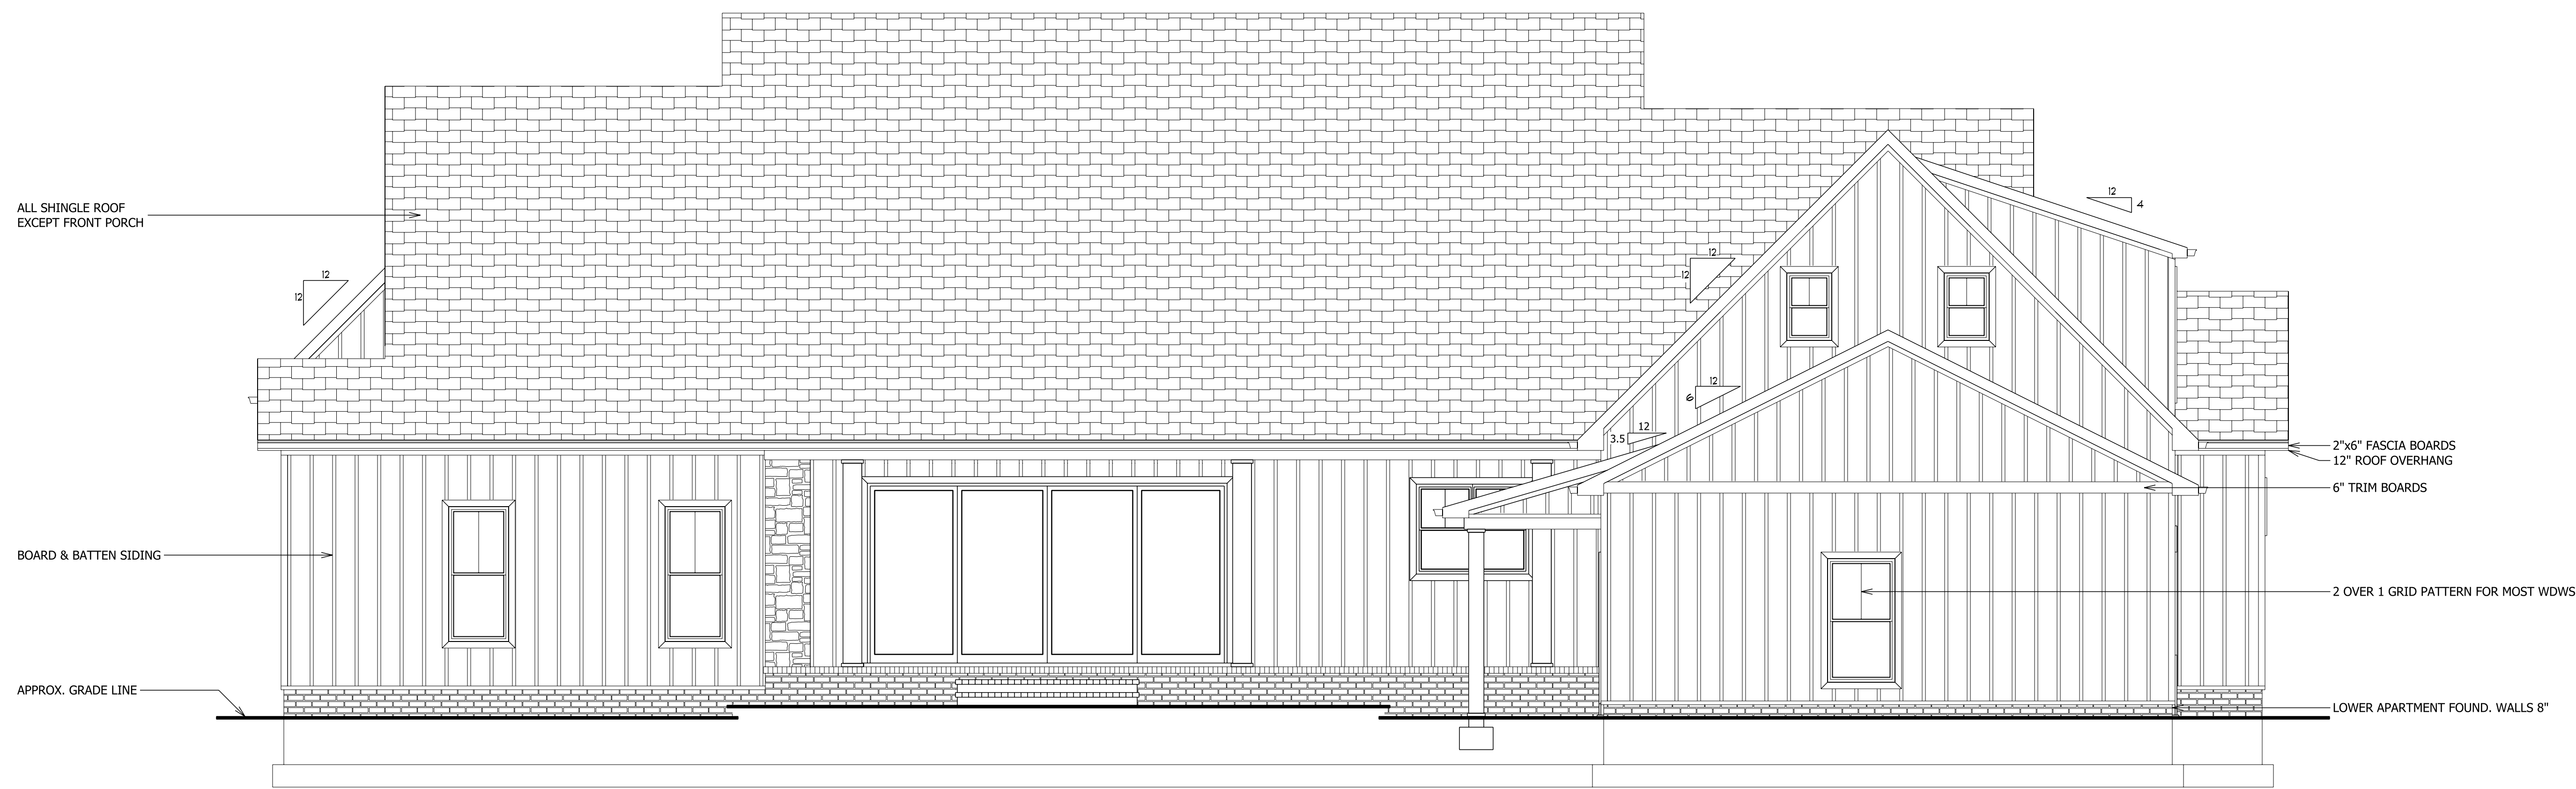 12
4
ALL SHINGLE ROOF
EXCEPT FRONT PORCH
12
12
12
12
12
6
12
3.5
2"x6" FASCIA BOARDS
12" ROOF OVERHANG
6" TRIM BOARDS
BOARD & BATTEN SIDING
2 OVER 1 GRID PATTERN FOR MOST WDWS
APPROX. GRADE LINE
LOWER APARTMENT FOUND. WALLS 8"